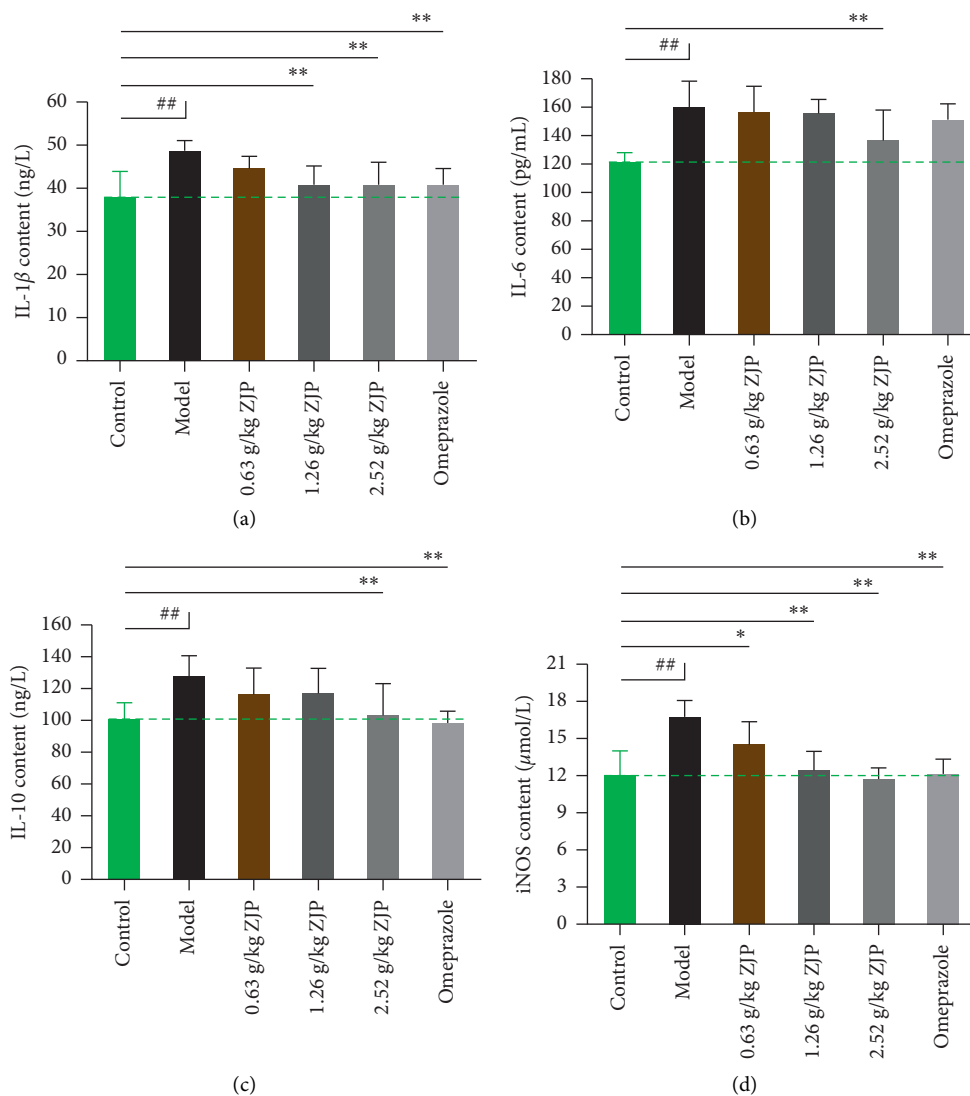 **
**
**
##
60
50
40
30
20
10
0
IL-1β content (ng/L)
Control
Model
0.63 g/kg ZJP
1.26 g/kg ZJP
2.52 g/kg ZJP
Omeprazole
(a)
**
##
180
160
140
120
100
80
60
40
20
0
IL-6 content (pg/mL)
Control
Model
0.63 g/kg ZJP
1.26 g/kg ZJP
2.52 g/kg ZJP
Omeprazole
(b)
**
**
##
160
140
120
100
80
60
40
20
0
IL-10 content (ng/L)
Control
Model
0.63 g/kg ZJP
1.26 g/kg ZJP
2.52 g/kg ZJP
Omeprazole
(c)
**
**
**
*
##
21
18
15
12
9
6
3
0
iNOS content (μmol/L)
Control
Model
0.63 g/kg ZJP
1.26 g/kg ZJP
2.52 g/kg ZJP
Omeprazole
(d)